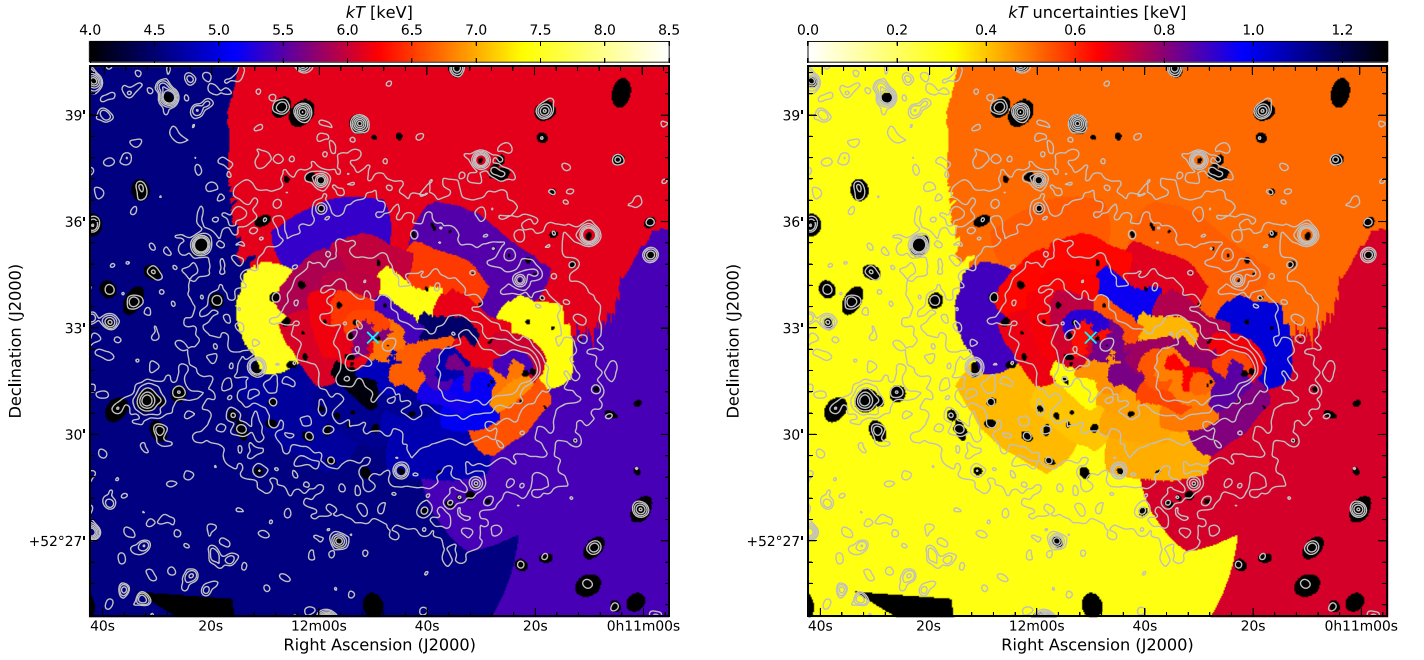 kT [keV]
4.0 4.5 5.0 5.5 6.0 6.5 7.0 7.5 8.0 8.5
39'
36'
33'
30'
+52°27'
Declination (J2000)
40s 20s 12m00s 40s 20s 0h11m00s
Right Ascension (J2000)
kT uncertainties [keV]
0.0 0.2 0.4 0.6 0.8 1.0 1.2
39'
36'
33'
30'
+52°27'
Declination (J2000)
40s 20s 12m00s 40s 20s 0h11m00s
Right Ascension (J2000)